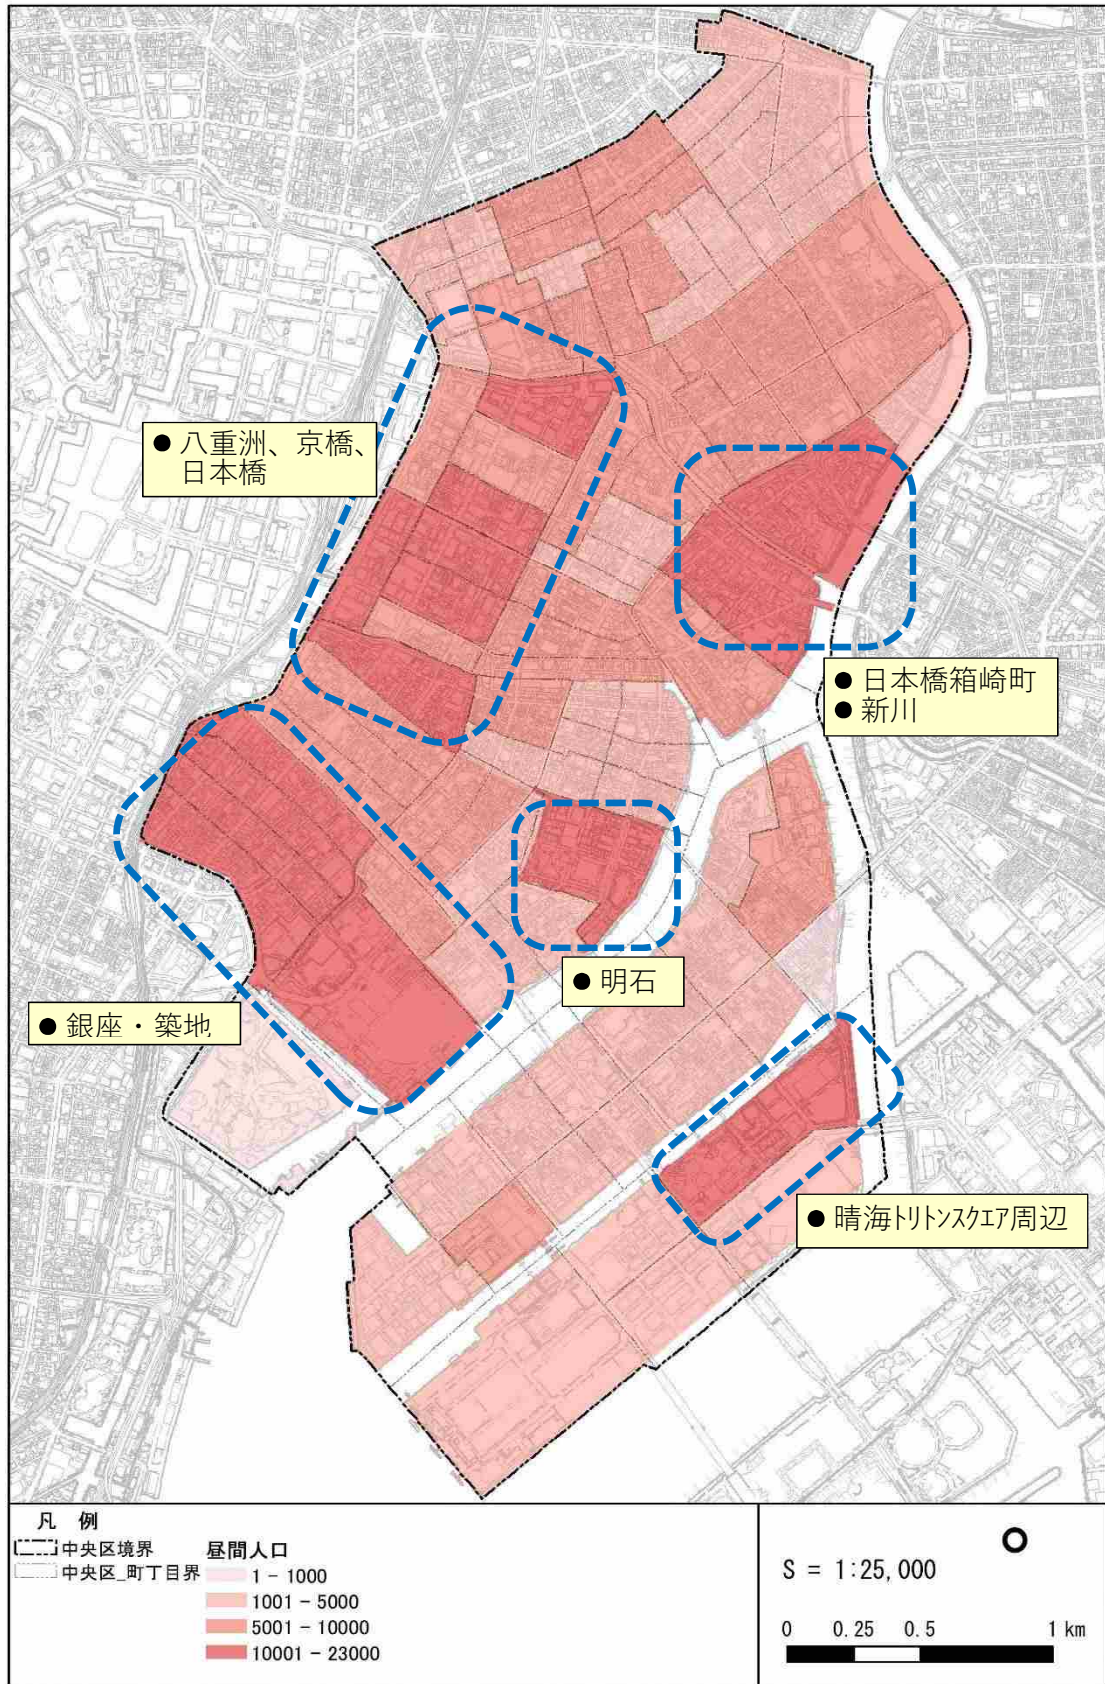 ● 八重洲、京橋、
日本橋
● 日本橋箱崎町
● 新川
● 明石
● 銀座・築地
● 晴海ﾄﾘﾄﾝｽｸｴｱ周辺
凡 例
中央区境界
中央区_町丁目界
昼間人口
1 - 1000
1001 - 5000
5001 - 10000
10001 - 23000
S = 1:25,000
0 0.25 0.5 1 km